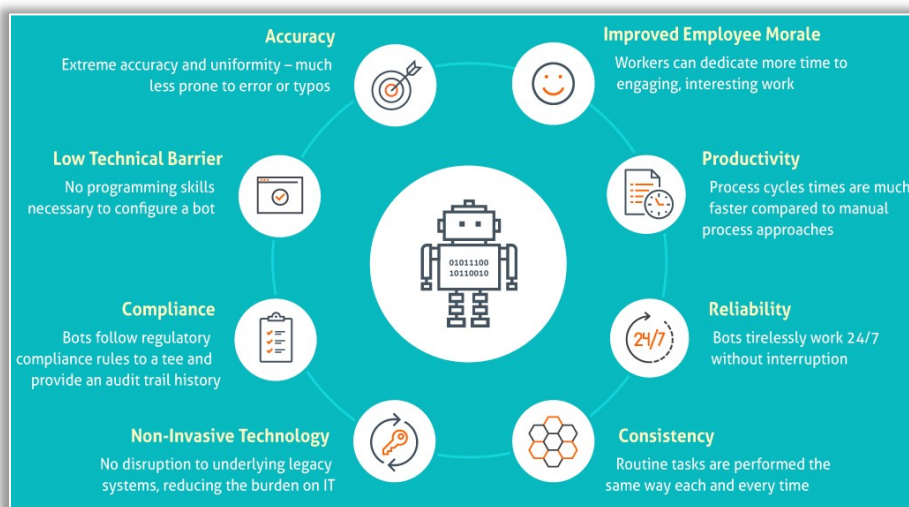 Accuracy
Extreme accuracy and uniformity – much
less prone to error or typos
Improved Employee Morale
Workers can dedicate more time to
engaging, interesting work
Low Technical Barrier
No programming skills
necessary to configure a bot
Productivity
Process cycles times are much
faster compared to manual
process approaches
01011100
10110010
Compliance
Bots follow regulatory
compliance rules to a tee and
provide an audit trail history
24/7
Reliability
Bots tirelessly work 24/7
without interruption
Non-Invasive Technology
No disruption to underlying legacy
systems, reducing the burden on IT
Consistency
Routine tasks are performed the
same way each and every time